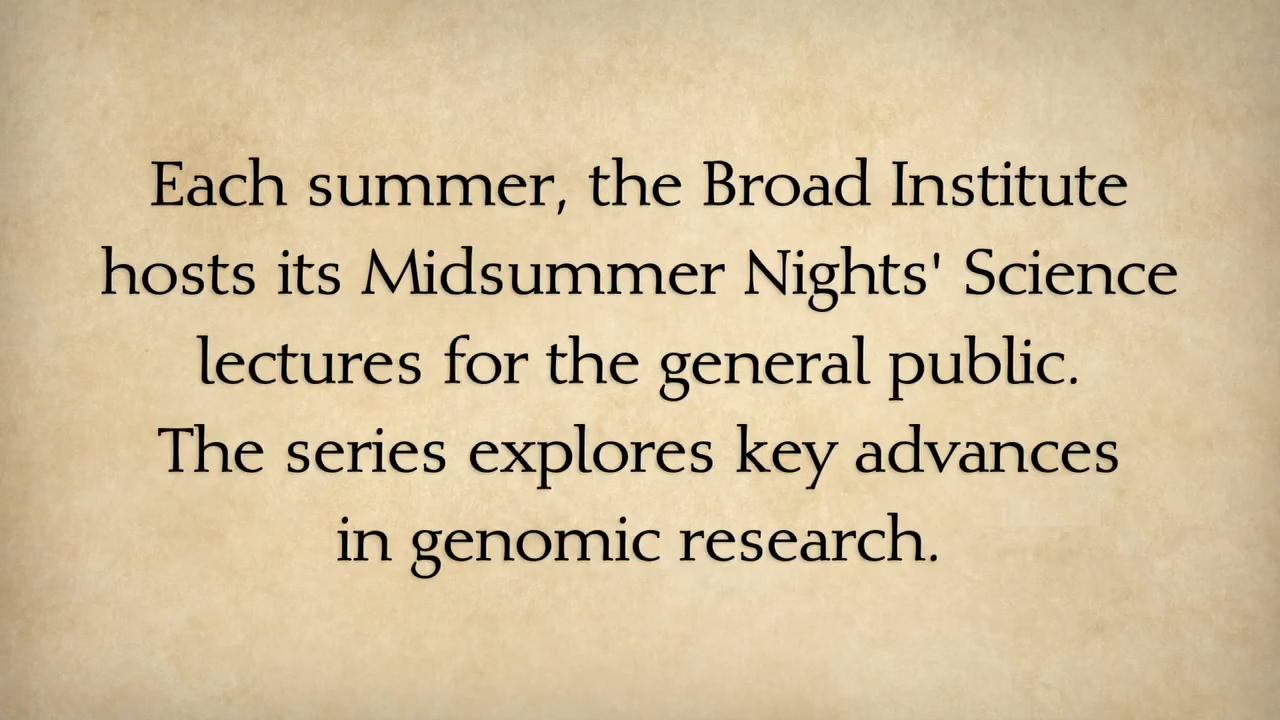 Each summer, the Broad Institute
hosts its Midsummer Nights' Science
lectures for the general public.
The series explores key advances
in genomic research.